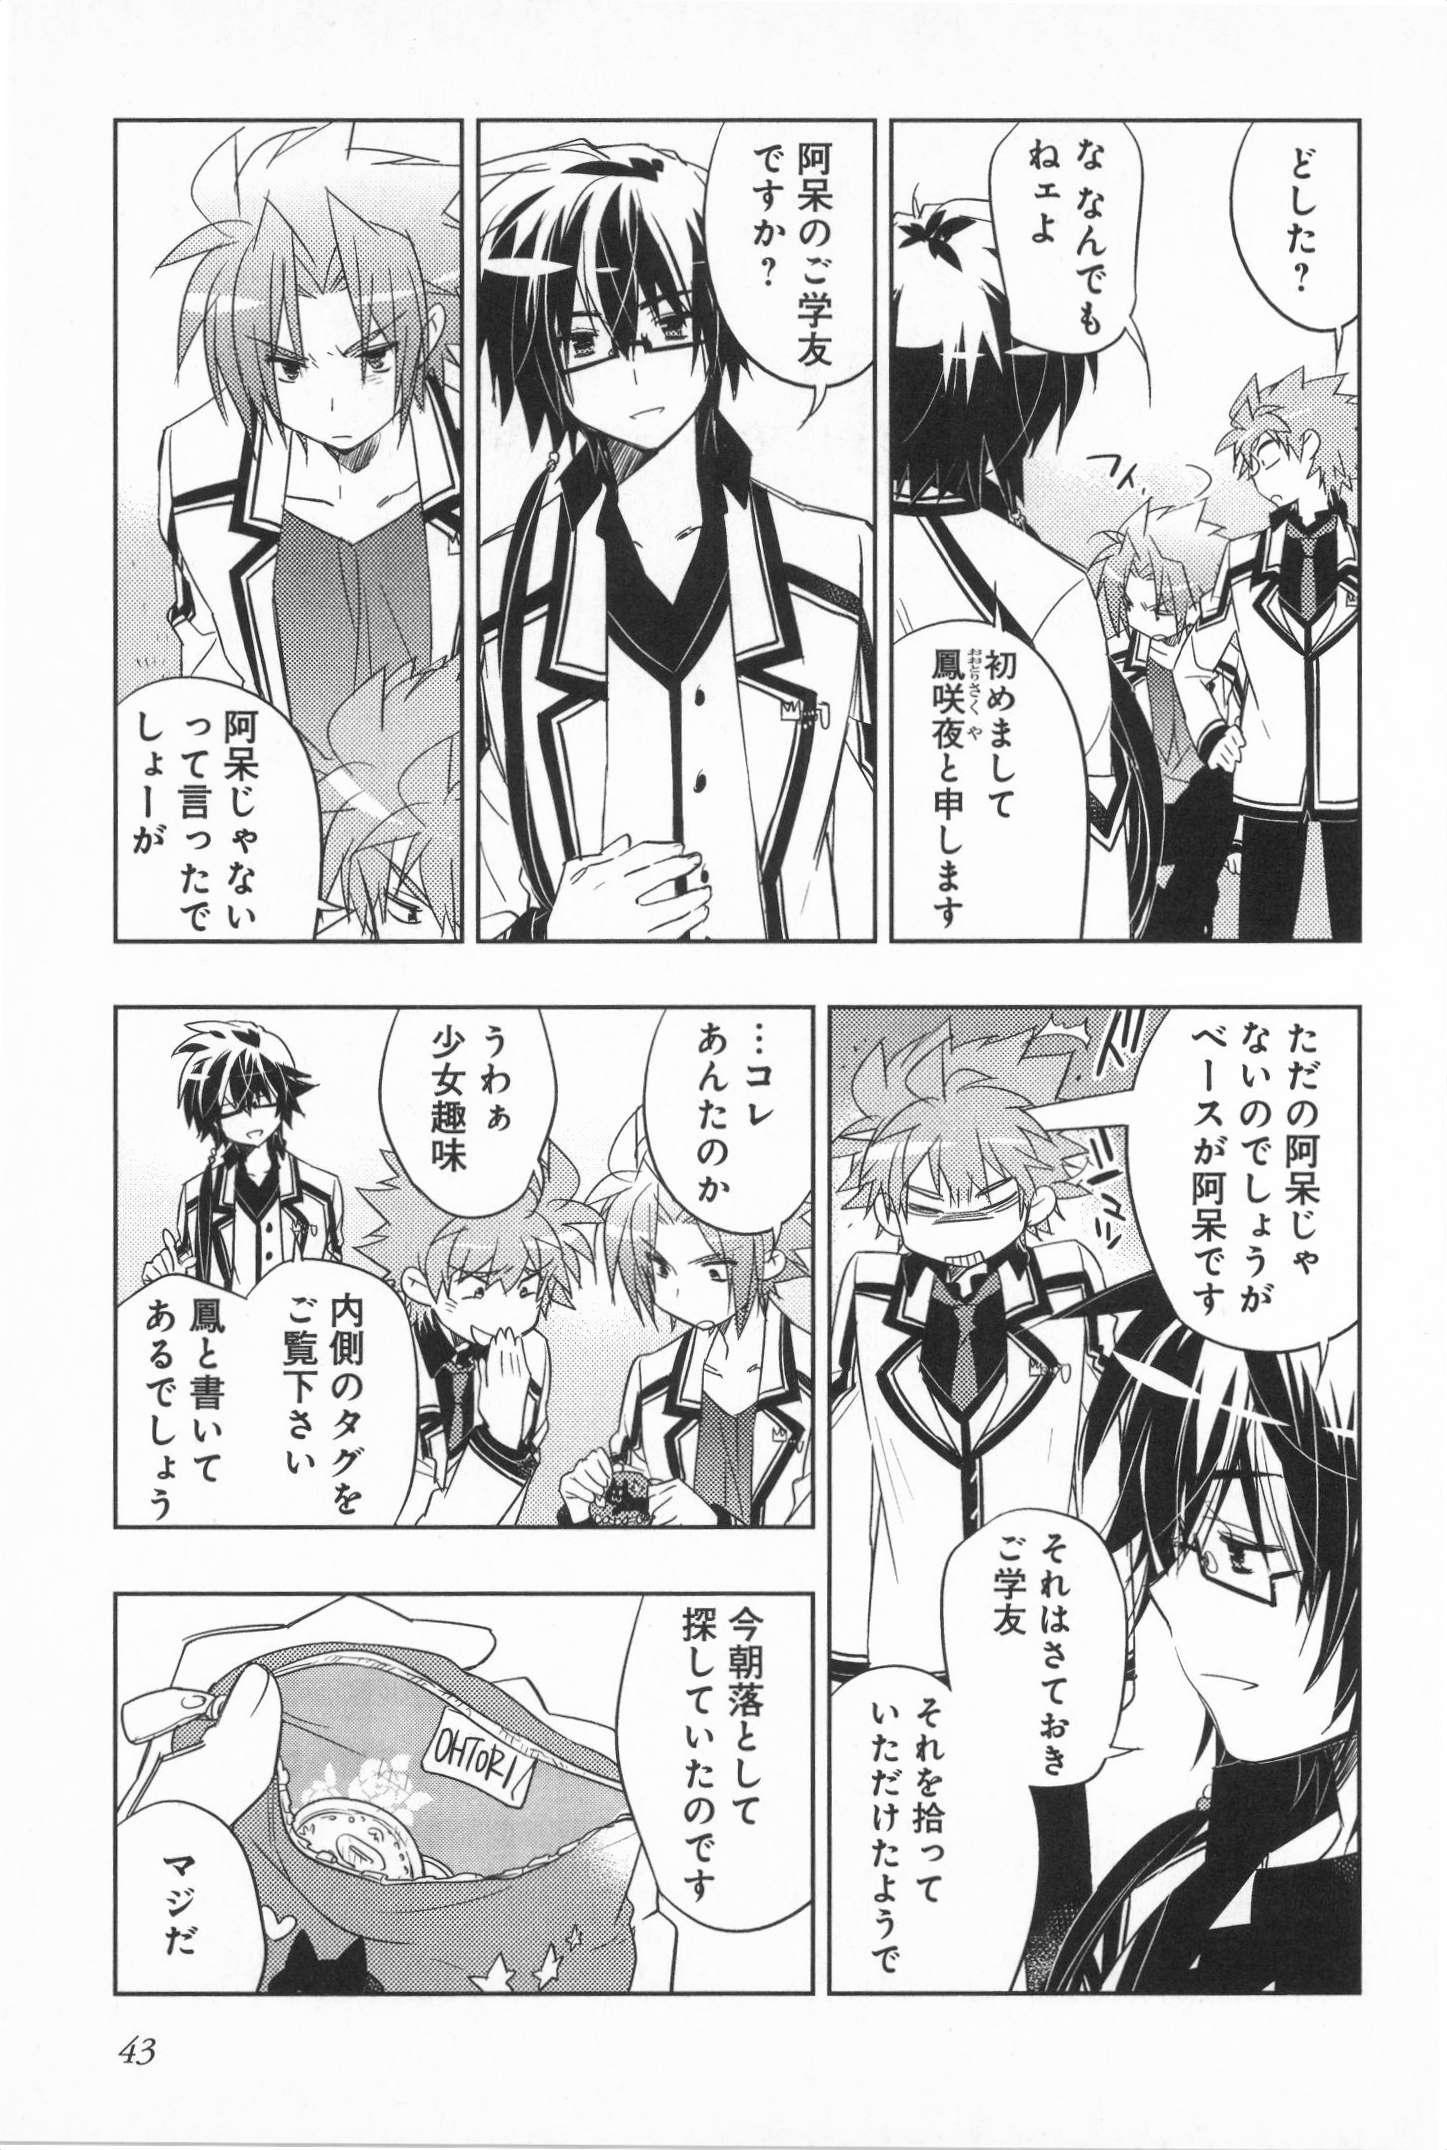 どした？
な なんでも
ねェよ
フイ
初めまして
鳳咲夜と申します
おおとりさくや
阿呆のご学友
ですか？
阿呆じゃない
って言ったで
しょーが
ただの阿呆じゃ
ないのでしょうが
ベースが阿呆です
それはさておき
ご学友
それを拾って
いただけたようで
…コレ
あんたのか
うわぁ
少女趣味
内側のタグを
ご覧下さい
鳳と書いて
あるでしょう
今朝落として
探していたのです
OHTORI
マジだ
43